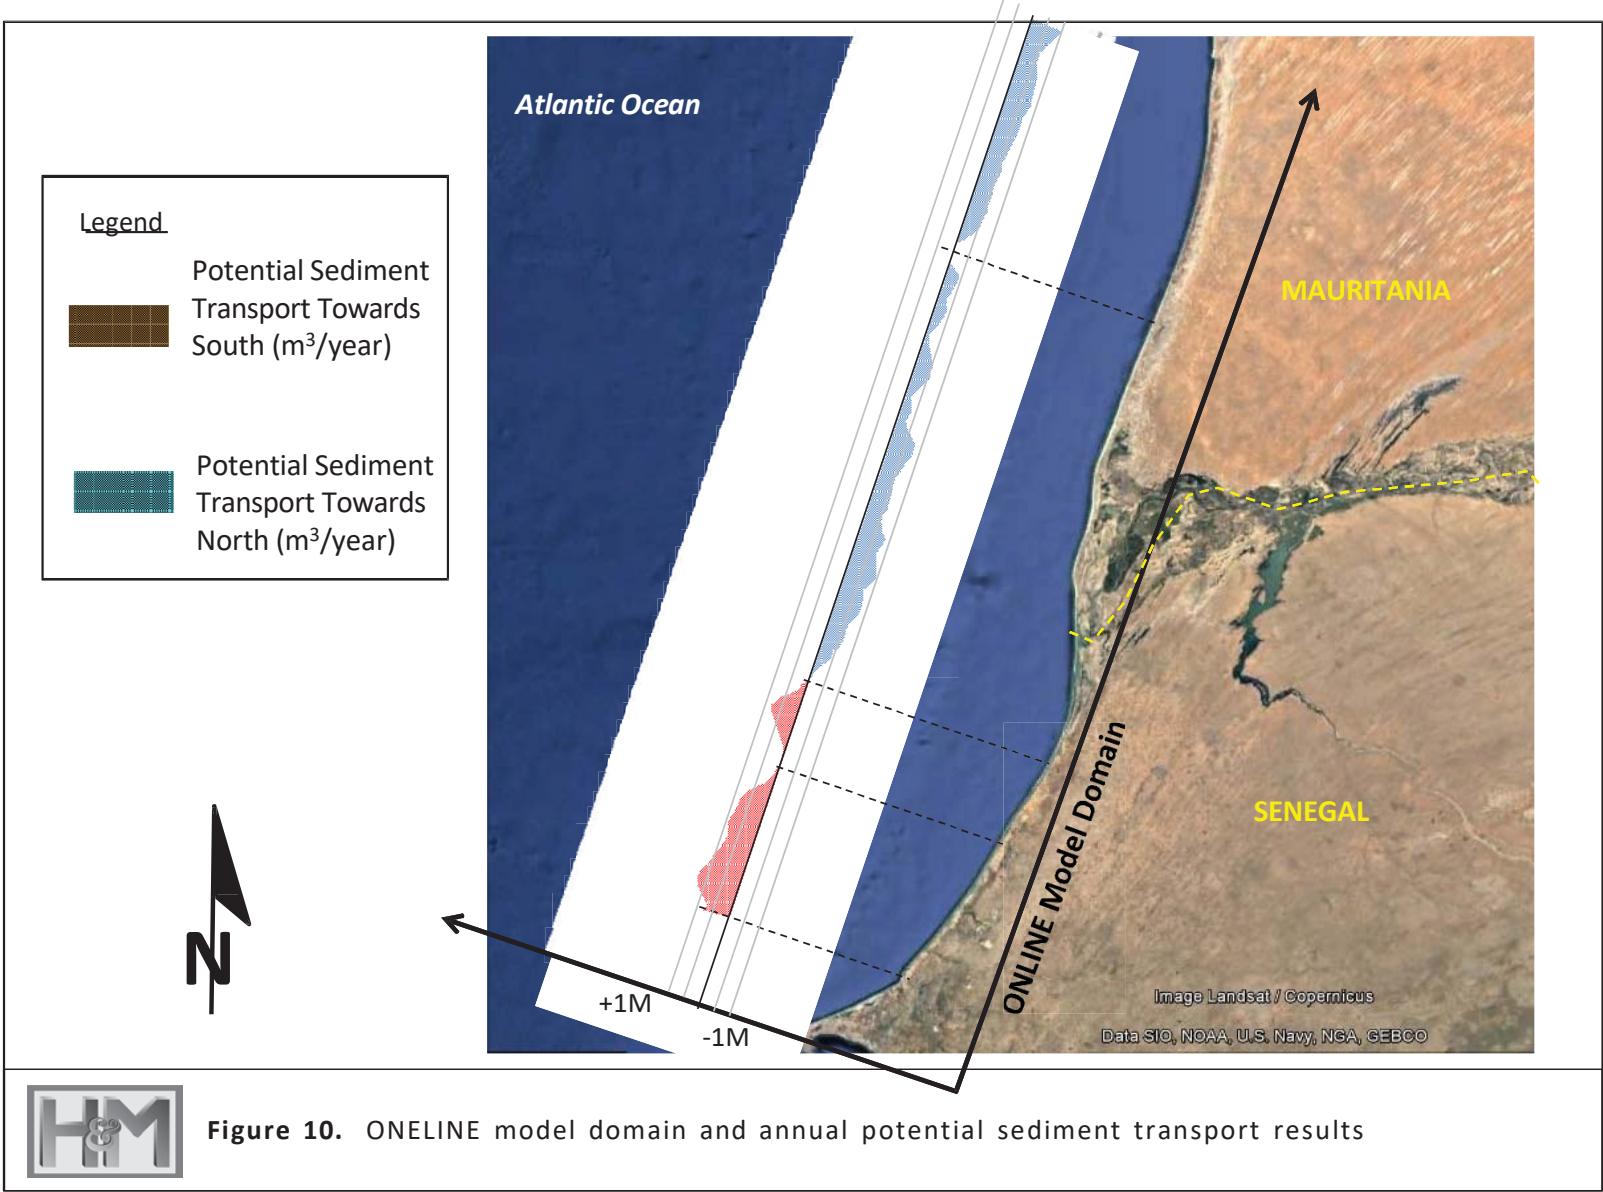 Atlantic Ocean
Legend
Potential Sediment
Transport Towards
South (m³/year)
Potential Sediment
Transport Towards
North (m³/year)
MAURITANIA
SENEGAL
ONLINE Model Domain
N
+1M
-1M
Image Landsat / Copernicus
Data SIO, NOAA, U.S. Navy, NGA, GEBCO
H&M
Figure 10. ONELINE model domain and annual potential sediment transport results